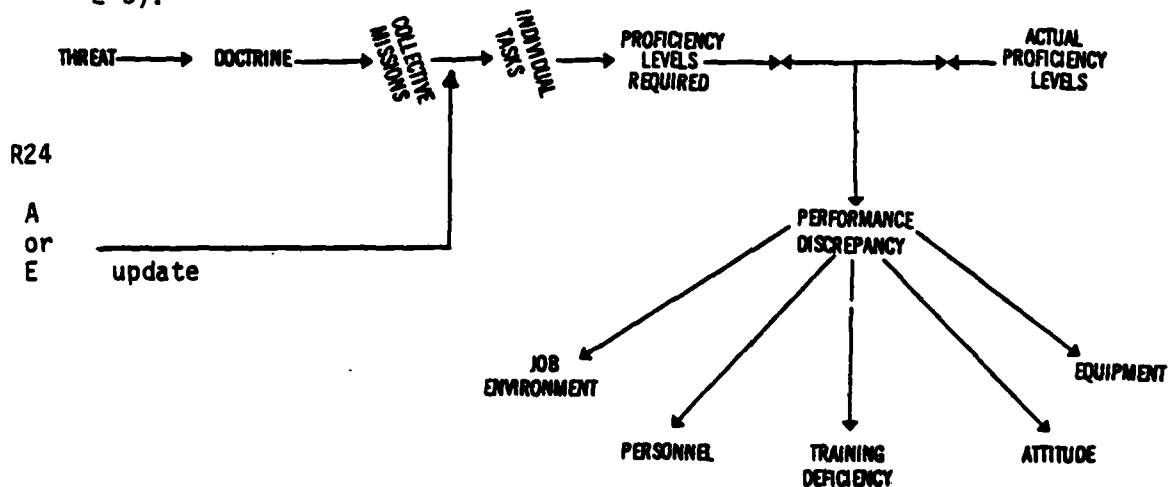 THREAT DOCTRINE COLLECTIVE MISSIONS INDIVIDUAL TASKS PROFICIENCY LEVELS REQUIRED ACTUAL PROFICIENCY LEVELS
R24
A
or
E update
PERFORMANCE
DISCREPANCY
JOB
ENVIRONMENT
EQUIPMENT
PERSONNEL
TRAINING
DEFICIENCY
ATTITUDE